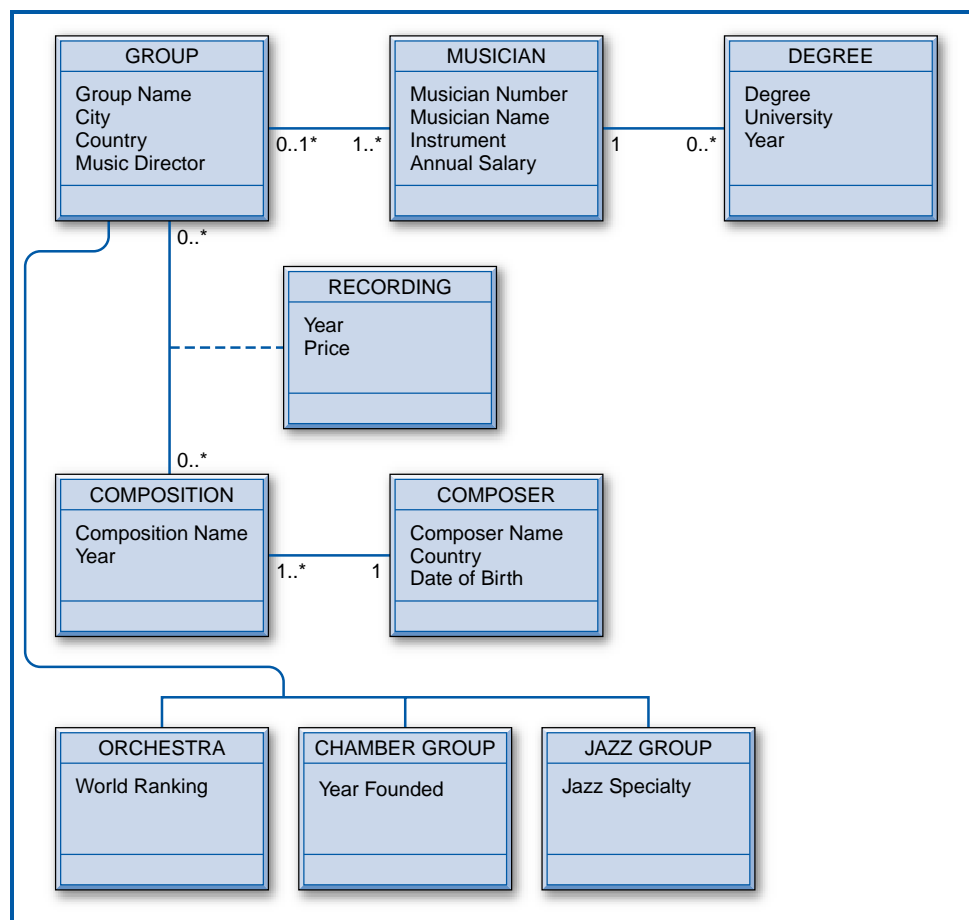 GROUP
Group Name
City
Country
Music Director
0..1*
1..*
MUSICIAN
Musician Number
Musician Name
Instrument
Annual Salary
1
0..*
DEGREE
Degree
University
Year
0..*
RECORDING
Year
Price
0..*
COMPOSITION
Composition Name
Year
1..*
1
COMPOSER
Composer Name
Country
Date of Birth
ORCHESTRA
World Ranking
CHAMBER GROUP
Year Founded
JAZZ GROUP
Jazz Specialty